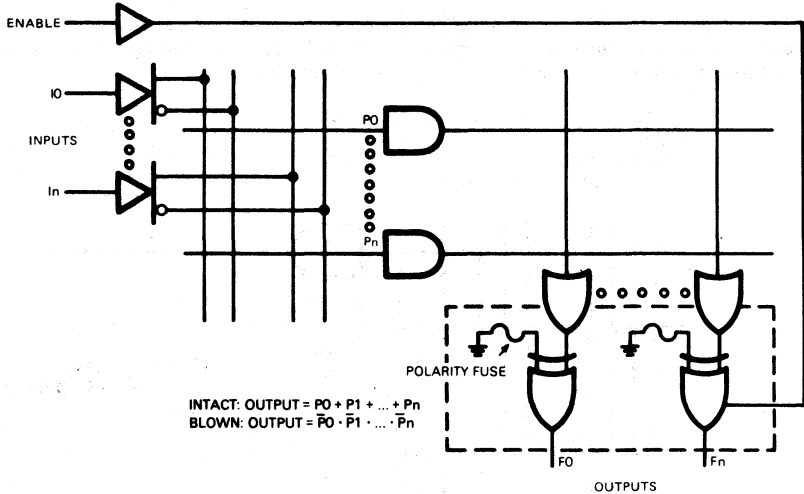 ENABLE
I0
P0
INPUTS
In
Pn
POLARITY FUSE
INTACT: OUTPUT = P0 + P1 + ... + Pn
BLOWN: OUTPUT = P̅0 · P̅1 · ... · P̅n
F0
Fn
OUTPUTS